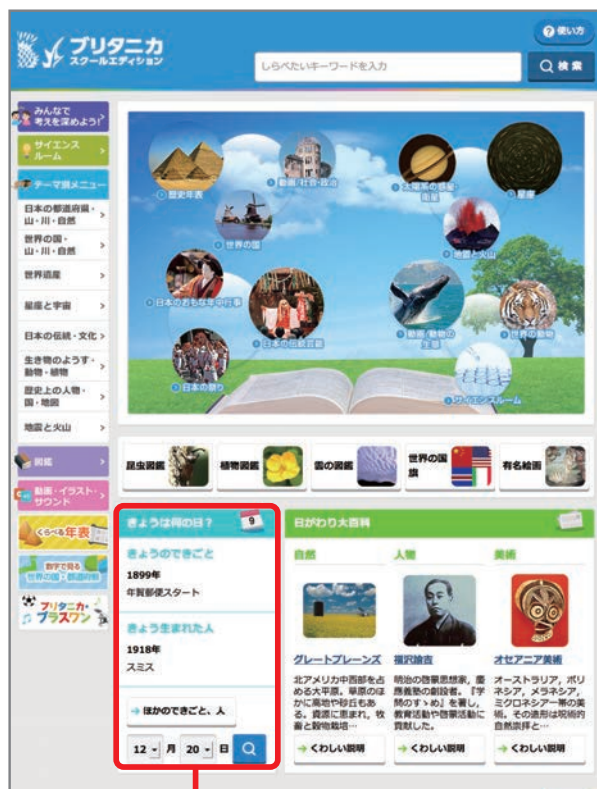 使い方
ブリタニカ
スクールエディション
しらべたいキーワードを入力
検索
みんなで
考えを深めよう!
サイエンス
ルーム
テーマ別メニュー
日本の都道府県・
山・川・自然
世界の国・
山・川・自然
世界遺産
星座と宇宙
日本の伝統・文化
生き物のようす・
動物・植物
歴史上の人物・
国・地図
地震と火山
図鑑
動画・イラスト・
サウンド
くらべる年表
数字で見る
世界の国・都道府県
ブリタニカ・
プラスワン
歴史年表
動画/社会・政治
太陽系の惑星・
衛星
星座
世界の国
地震と火山
日本のおもな年中行事
日本の伝統芸能
動画/動物の
生態
世界の動物
日本の祭り
サイエンスルーム
昆虫図鑑
植物図鑑
雲の図鑑
世界の国
旗
有名絵画
きょうは何の日?
9
きょうのできごと
1899年
年賀郵便スタート
きょう生まれた人
1918年
スミス
ほかのできごと、人
12 月 20 日
日がわり大百科
自然
グレートプレーンズ
北アメリカ中西部を占
める大平原。草原のほ
かに高地や砂丘もあ
る。資源に恵まれ,牧
畜と穀物栽培…
くわしい説明
人物
福沢諭吉
明治の啓蒙思想家,慶
應義塾の創設者。『学
問のすゝめ』を著し,
教育活動や啓蒙活動に
貢献した。
くわしい説明
美術
オセアニア美術
オーストラリア,ポリ
ネシア,メラネシア,
ミクロネシア一帯の美
術。その造形は呪術的
自然崇拝と…
くわしい説明